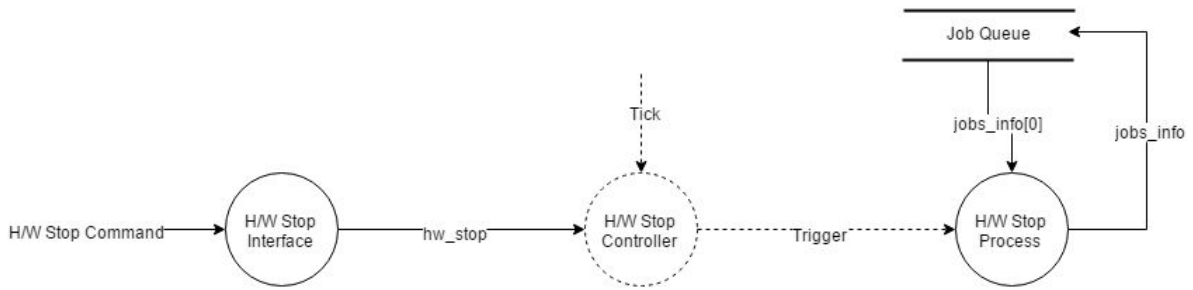 Job Queue
Tick
jobs_info[0]
jobs_info
H/W Stop Command
H/W Stop
Interface
hw_stop
H/W Stop
Controller
Trigger
H/W Stop
Process